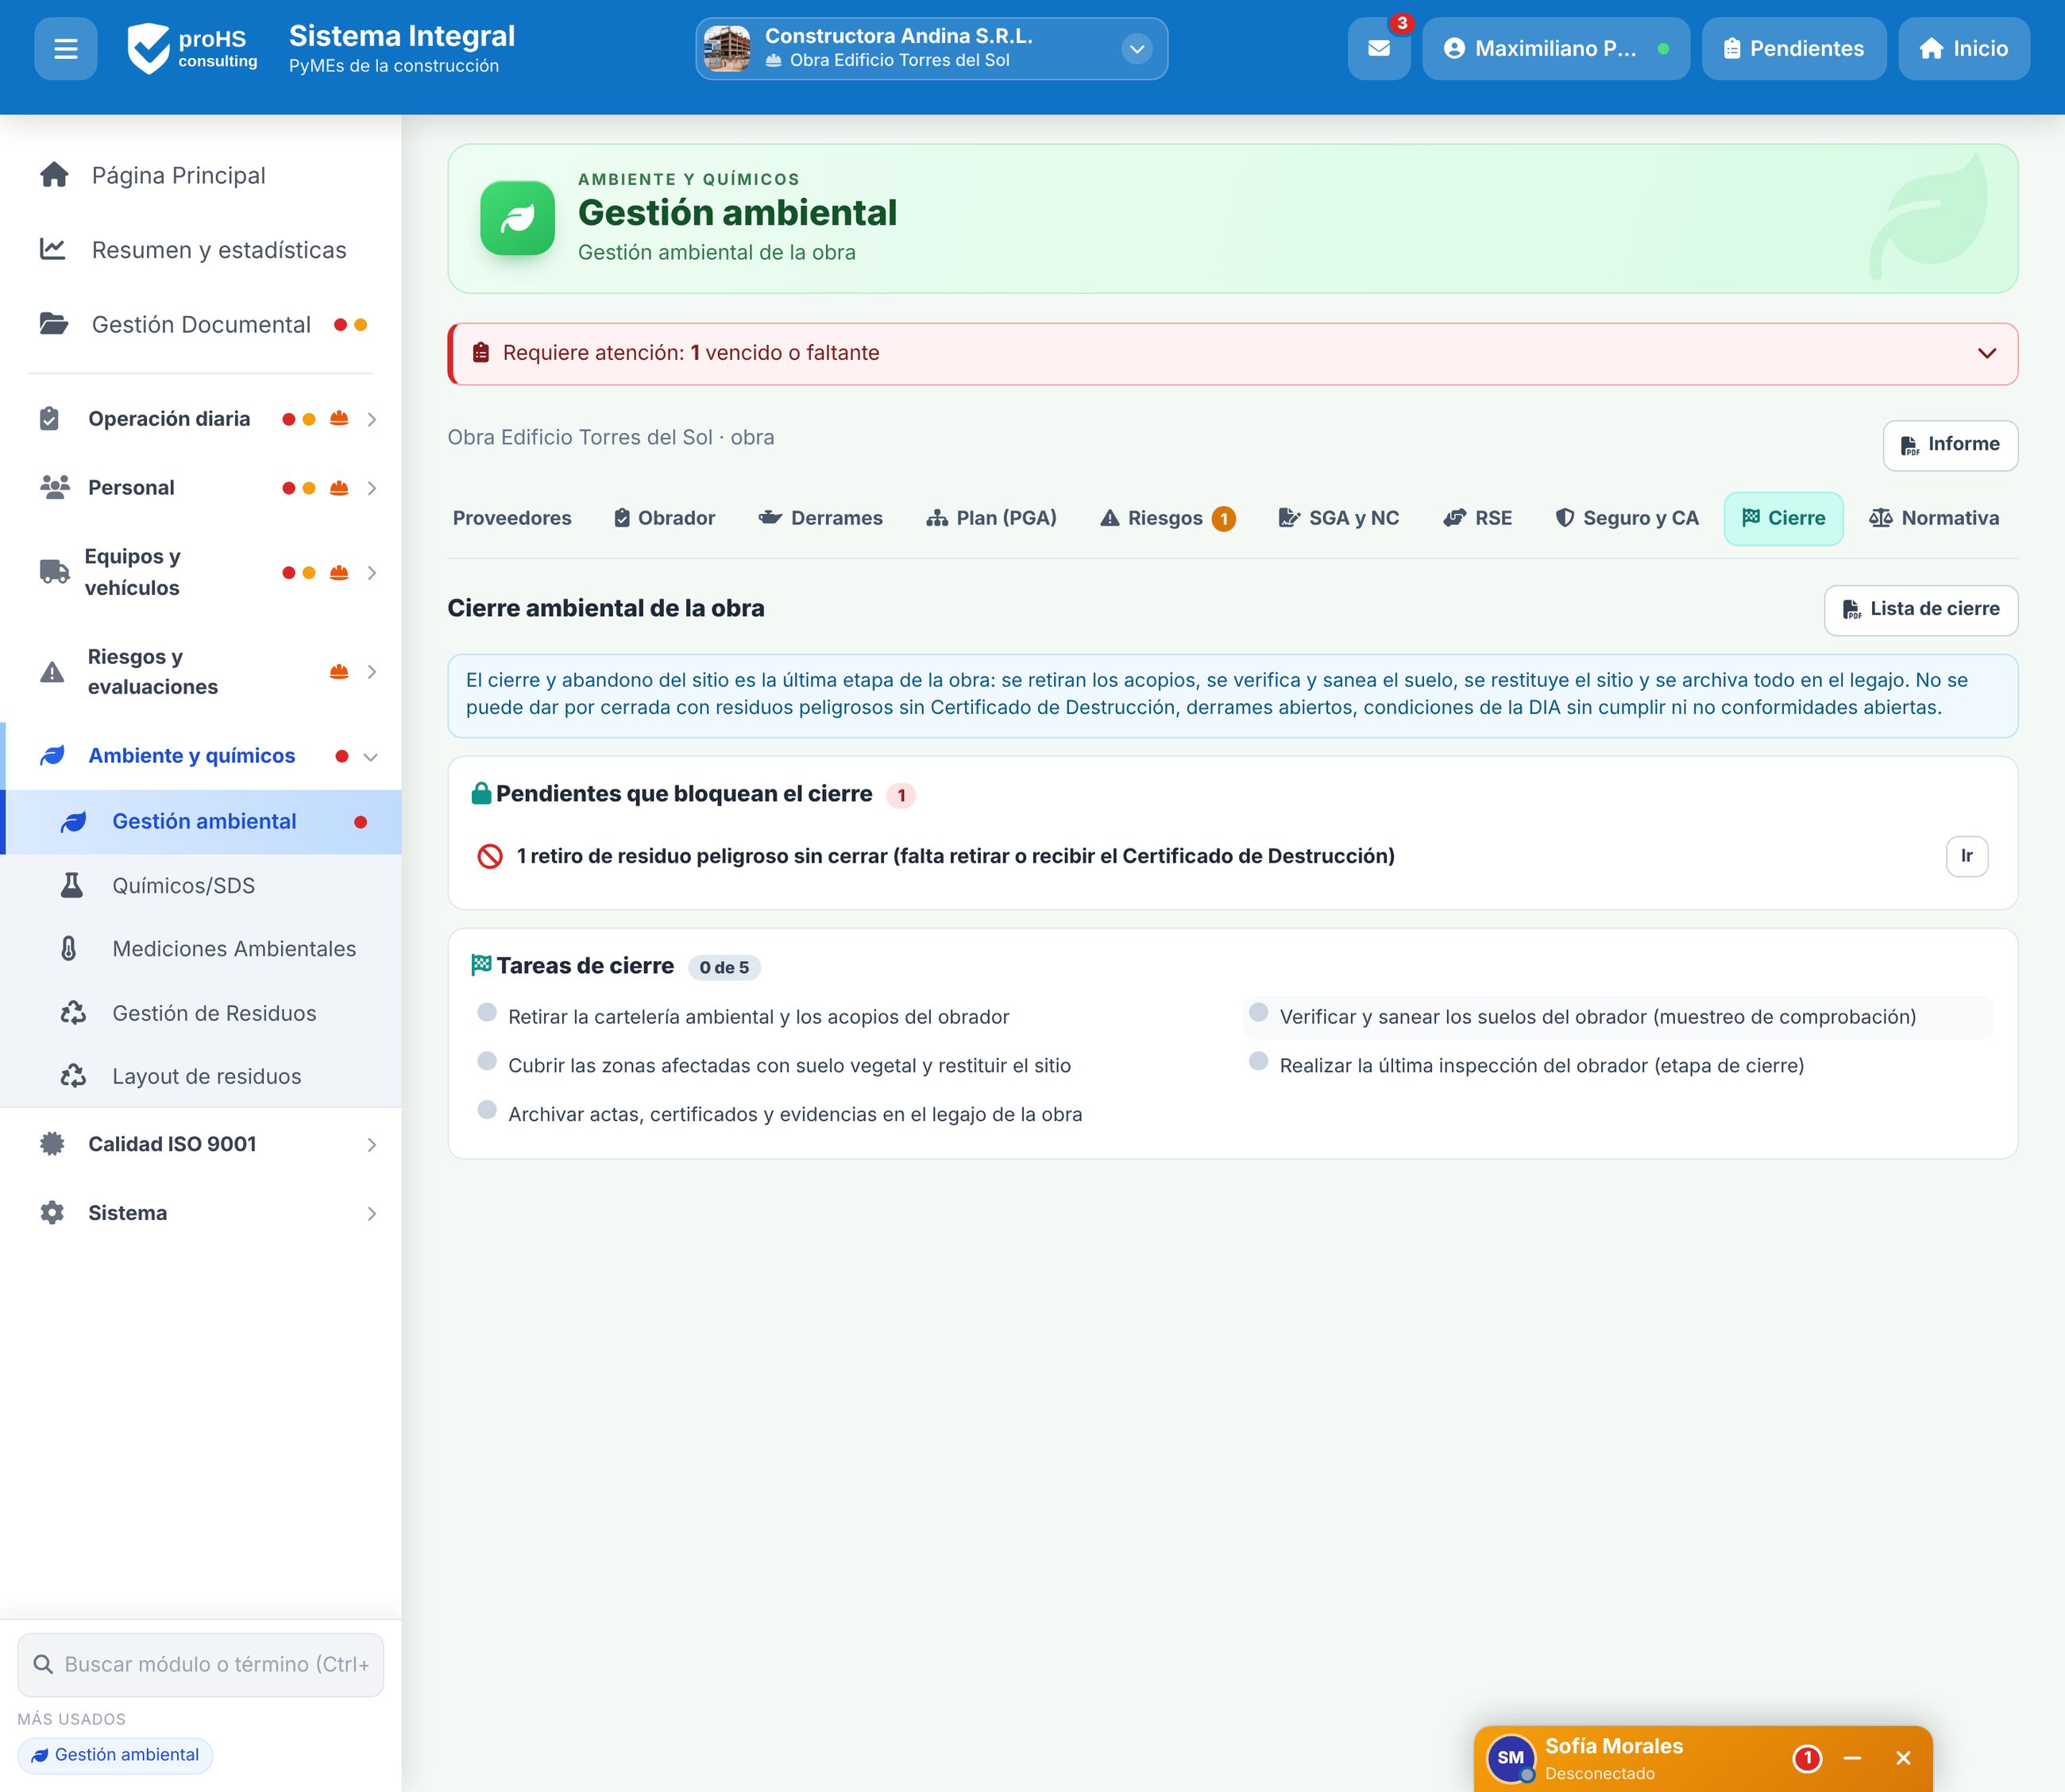 proHS
consulting
Sistema Integral
PyMEs de la construcción
Constructora Andina S.R.L.
Obra Edificio Torres del Sol
3
Maximiliano P...
Pendientes
Inicio
Página Principal
Resumen y estadísticas
Gestión Documental
Operación diaria
Personal
Equipos y
vehículos
Riesgos y
evaluaciones
Ambiente y químicos
Gestión ambiental
Químicos/SDS
Mediciones Ambientales
Gestión de Residuos
Layout de residuos
Calidad ISO 9001
Sistema
Buscar módulo o término (Ctrl+
MÁS USADOS
Gestión ambiental
AMBIENTE Y QUÍMICOS
Gestión ambiental
Gestión ambiental de la obra
Requiere atención: 1 vencido o faltante
Obra Edificio Torres del Sol · obra
PDF Informe
Proveedores Obrador Derrames Plan (PGA) Riesgos 1 SGA y NC RSE Seguro y CA Cierre Normativa
Cierre ambiental de la obra
PDF Lista de cierre
El cierre y abandono del sitio es la última etapa de la obra: se retiran los acopios, se verifica y sanea el suelo, se restituye el sitio y se archiva todo en el legajo. No se
puede dar por cerrada con residuos peligrosos sin Certificado de Destrucción, derrames abiertos, condiciones de la DIA sin cumplir ni no conformidades abiertas.
Pendientes que bloquean el cierre 1
1 retiro de residuo peligroso sin cerrar (falta retirar o recibir el Certificado de Destrucción)
Ir
Tareas de cierre 0 de 5
Retirar la cartelería ambiental y los acopios del obrador
Verificar y sanear los suelos del obrador (muestreo de comprobación)
Cubrir las zonas afectadas con suelo vegetal y restituir el sitio
Realizar la última inspección del obrador (etapa de cierre)
Archivar actas, certificados y evidencias en el legajo de la obra
SM
Sofía Morales
Desconectado
1